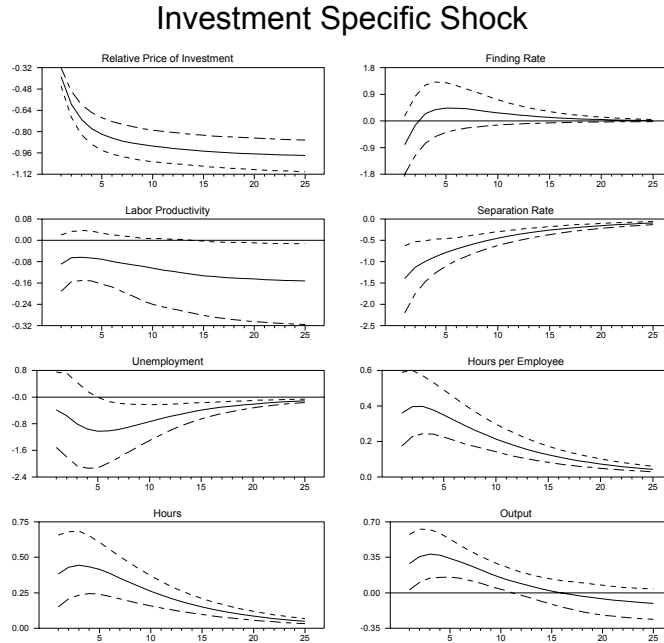 Investment Specific Shock
Relative Price of Investment
-0.32
-0.48
-0.64
-0.80
-0.96
-1.12
5 10 15 20 25
Finding Rate
1.8
0.9
0.0
-0.9
-1.8
5 10 15 20 25
Labor Productivity
0.08
0.00
-0.08
-0.16
-0.24
-0.32
5 10 15 20 25
Separation Rate
0.0
-0.5
-1.0
-1.5
-2.0
-2.5
5 10 15 20 25
Unemployment
0.8
-0.0
-0.8
-1.6
-2.4
5 10 15 20 25
Hours per Employee
0.6
0.4
0.2
0.0
5 10 15 20 25
Hours
0.75
0.50
0.25
0.00
5 10 15 20 25
Output
0.70
0.35
0.00
-0.35
5 10 15 20 25